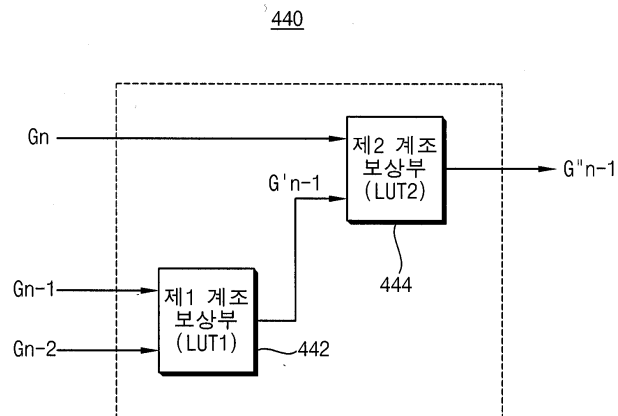 440
Gn
제2 계조
보상부
(LUT2)
G"n-1
G'n-1
444
Gn-1
Gn-2
제1 계조
보상부
(LUT1)
442